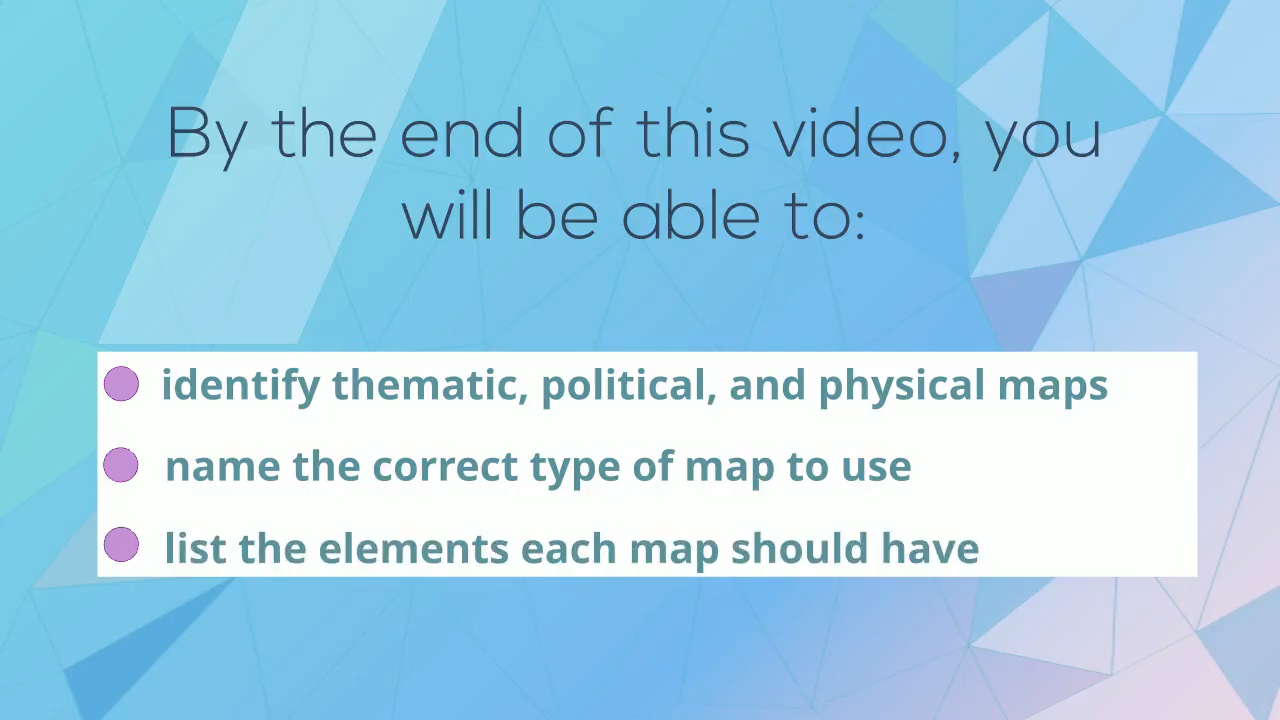 By the end of this video, you
will be able to:
identify thematic, political, and physical maps
name the correct type of map to use
list the elements each map should have